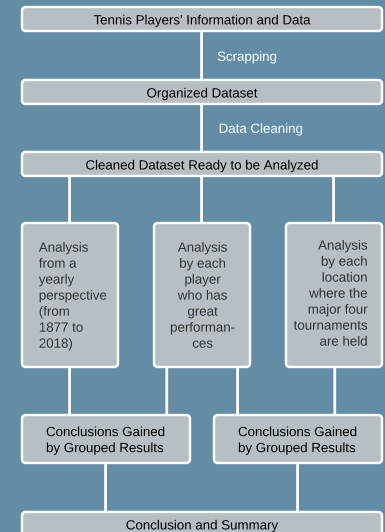 Tennis Players' Information and Data
Scrapping
Organized Dataset
Data Cleaning
Cleaned Dataset Ready to be Analyzed
Analysis
from a
yearly
perspective
(from
1877 to
2018)
Analysis
by each
player
who has
great
performan-
ces
Analysis
by each
location
where the
major four
tournaments
are held
Conclusions Gained
by Grouped Results
Conclusions Gained
by Grouped Results
Conclusion and Summary